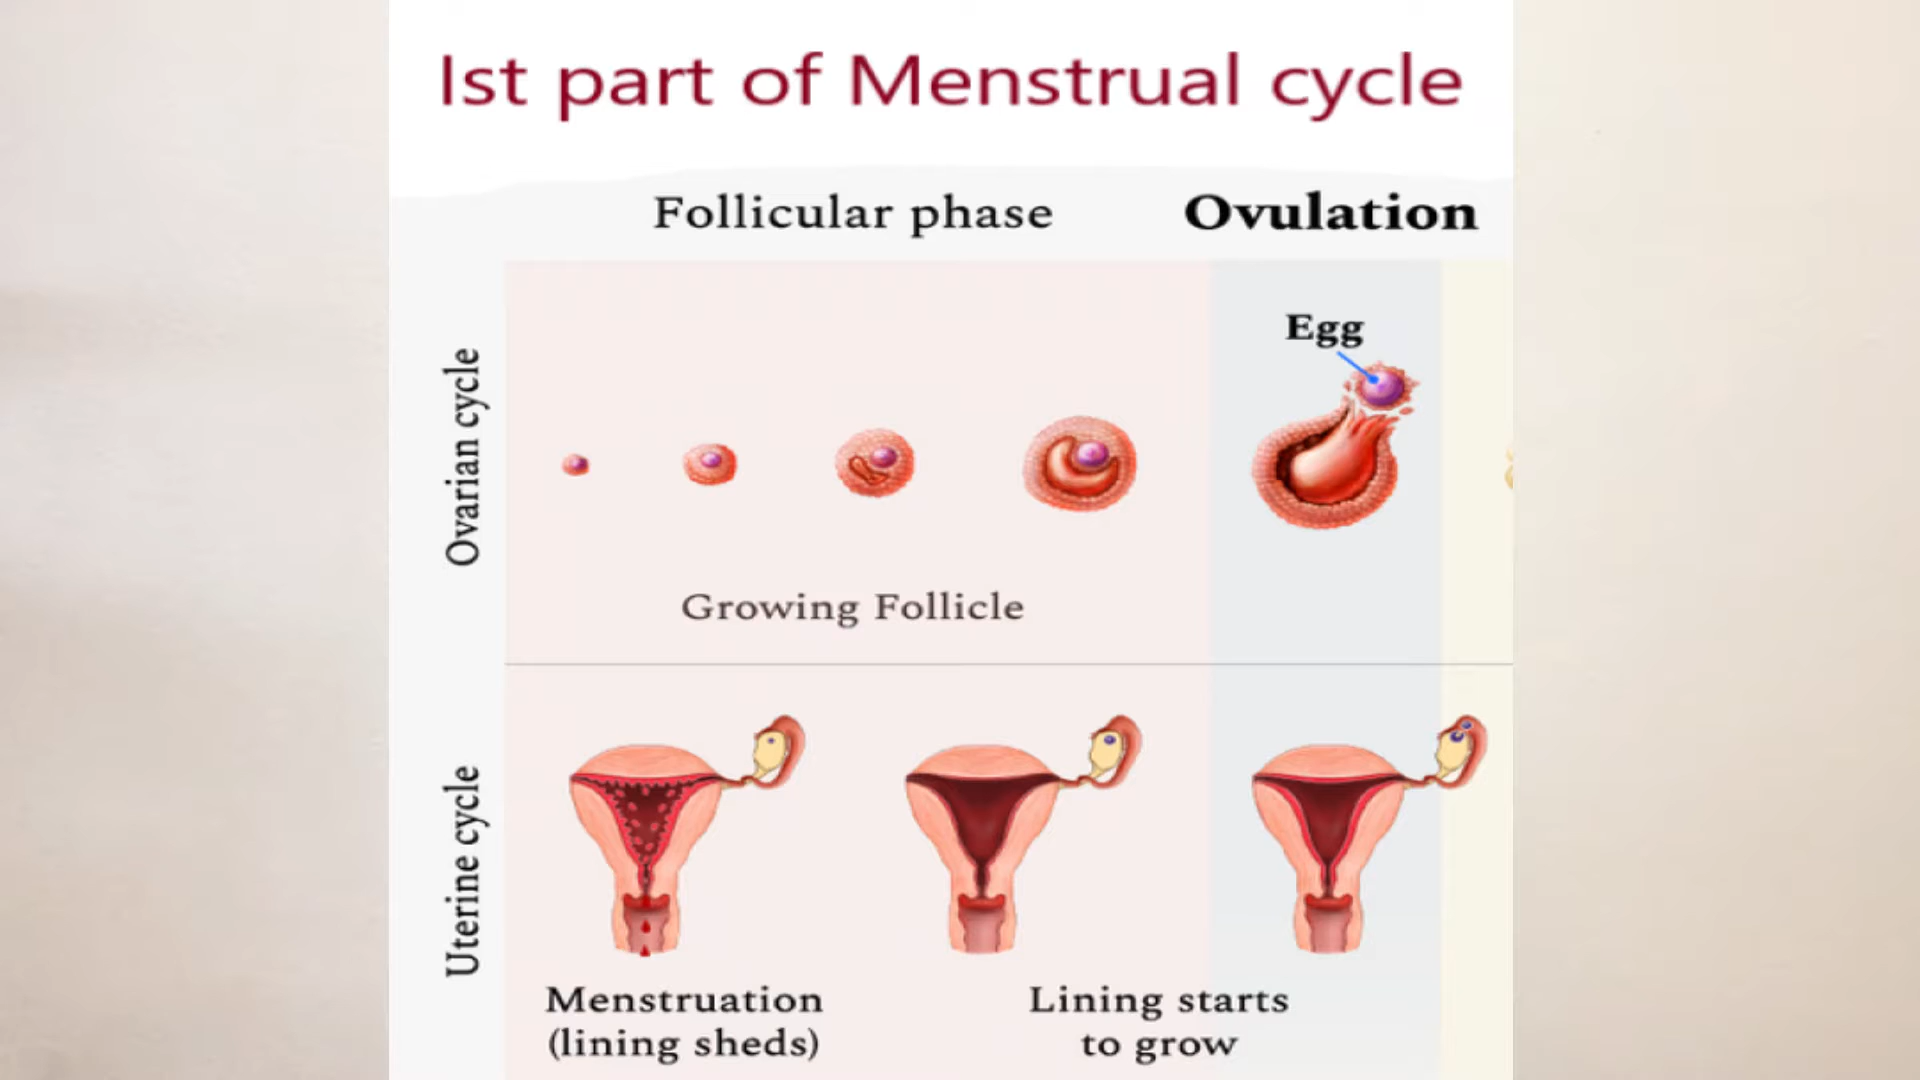 Ist part of Menstrual cycle
Follicular phase
Ovulation
Ovarian cycle
Egg
Growing Follicle
Uterine cycle
Menstruation
(lining sheds)
Lining starts
to grow